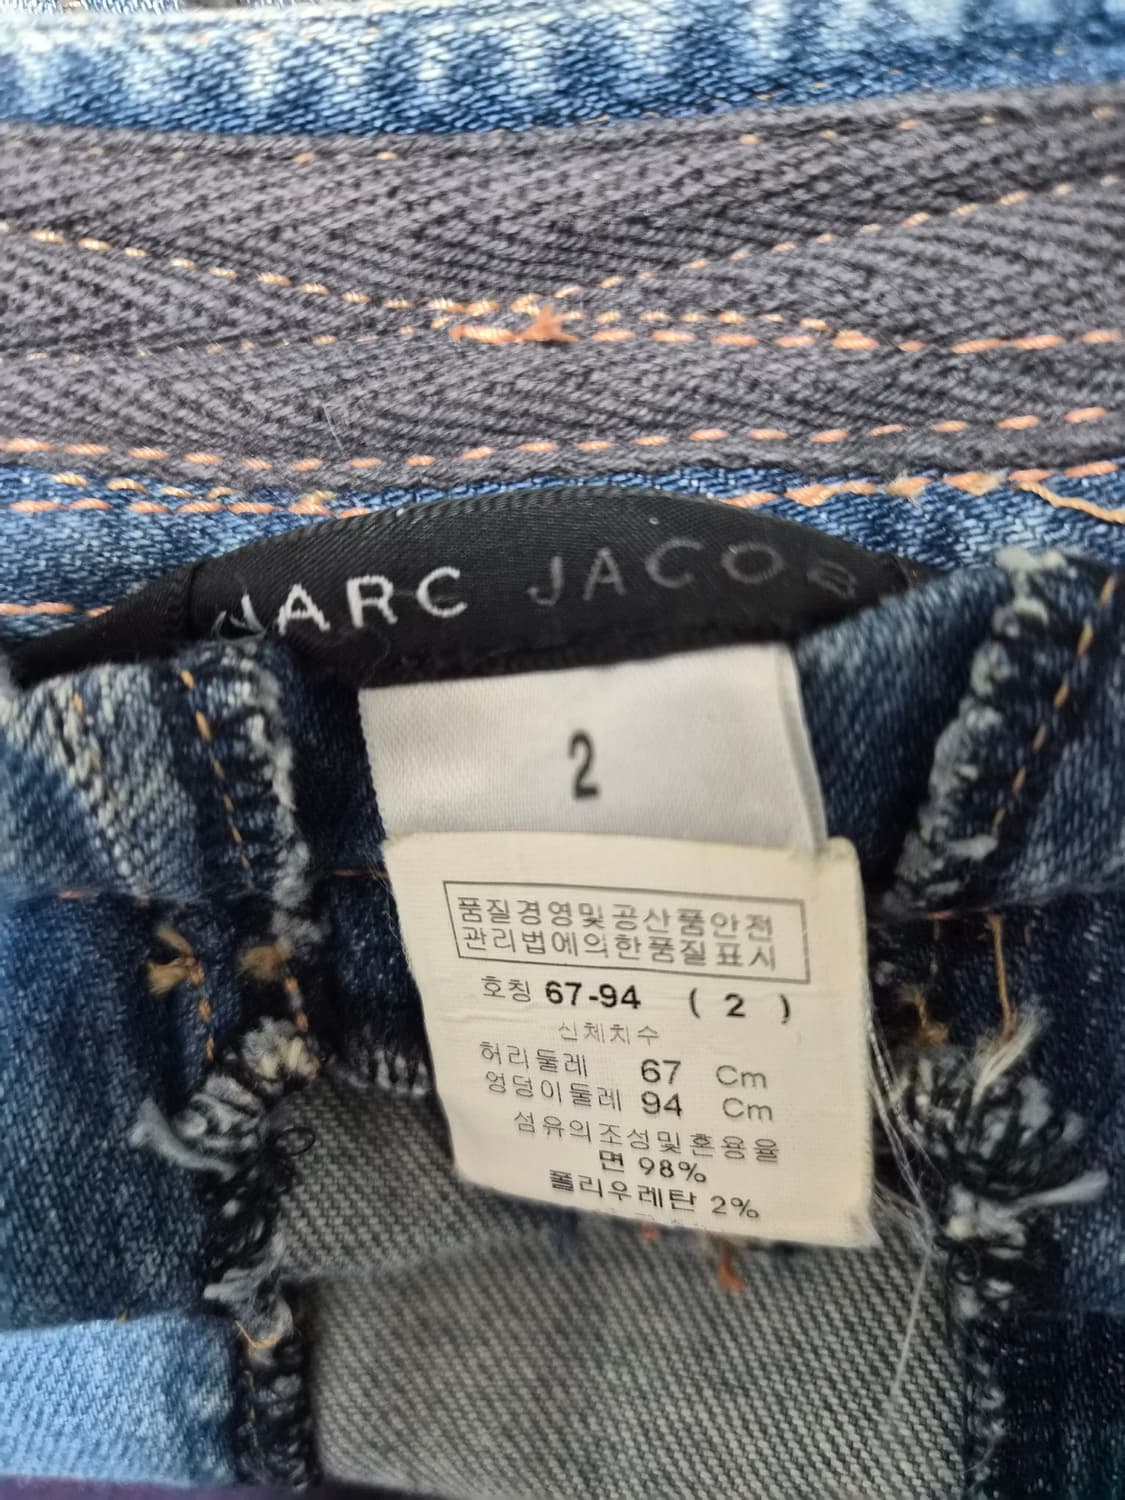 MARC JACOBS
2
품질경영및공산품안전
관리법에의한품질표시
호칭 67-94 ( 2 )
신체치수
허리둘레 67 Cm
엉덩이둘레 94 Cm
섬유의조성및혼용율
면 98%
폴리우레탄 2%